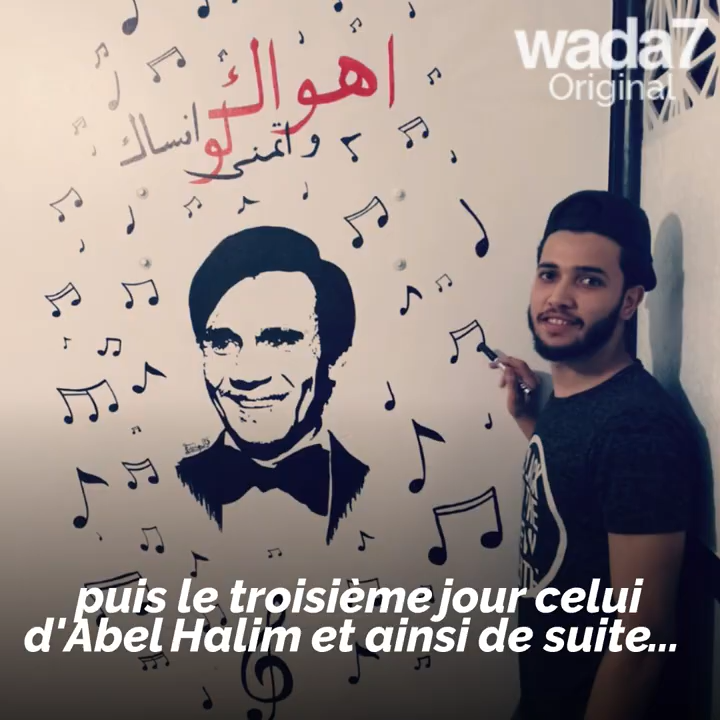 wada7
Original
اهواك
واتمنى لو انساك
puis le troisième jour celui
d'Abel Halim et ainsi de suite...